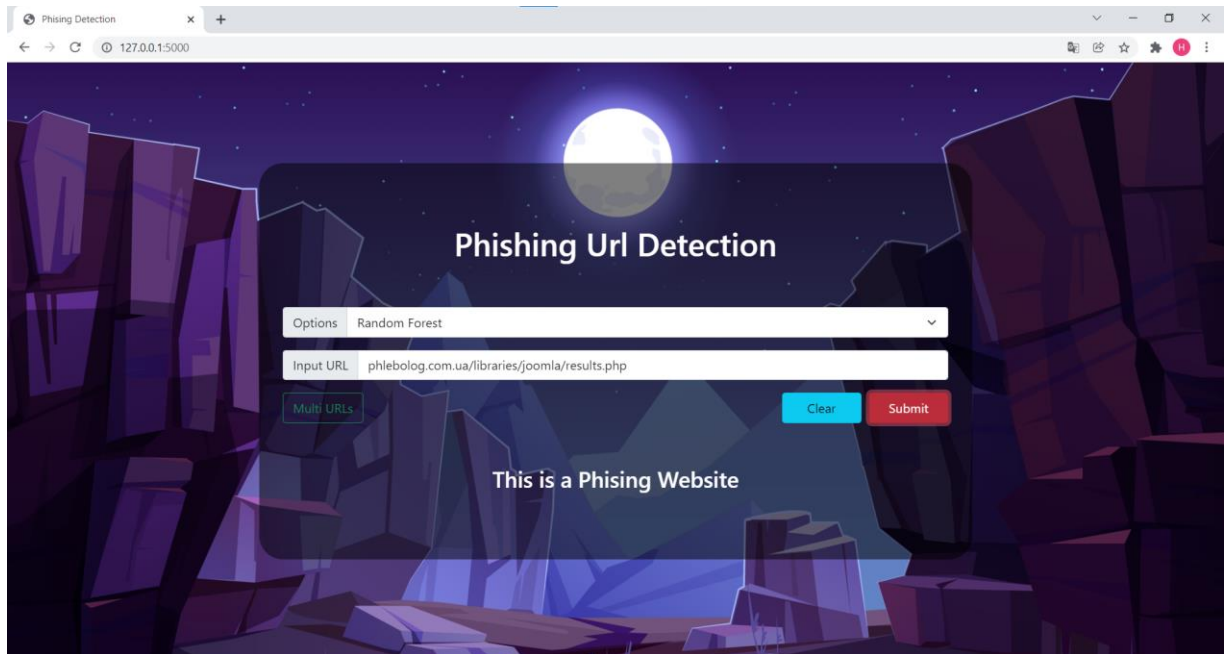 Phising Detection
127.0.0.1:5000
H
Phishing Url Detection
Options Random Forest
Input URL phlebolog.com.ua/libraries/joomla/results.php
Multi URLs Clear Submit
This is a Phising Website